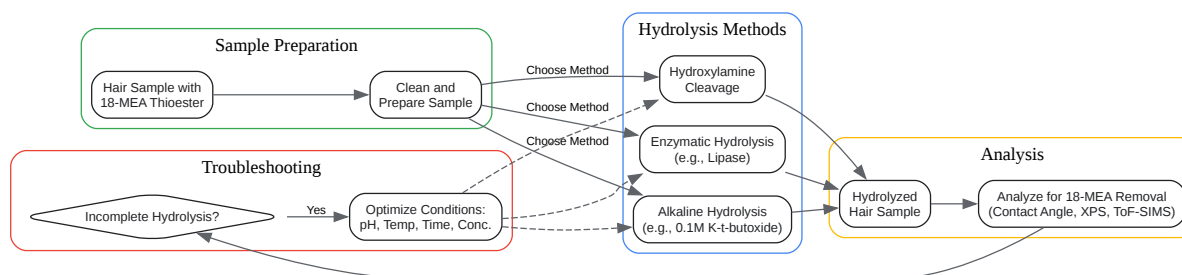 Sample Preparation
Hair Sample with
18-MEA Thioester
Clean and
Prepare Sample
Choose Method
Choose Method
Choose Method
Hydrolysis Methods
Hydroxylamine
Cleavage
Enzymatic Hydrolysis
(e.g., Lipase)
Alkaline Hydrolysis
(e.g., 0.1M K-t-butoxide)
Troubleshooting
Incomplete Hydrolysis?
Yes
Optimize Conditions:
pH, Temp, Time, Conc.
Analysis
Hydrolyzed
Hair Sample
Analyze for 18-MEA Removal
(Contact Angle, XPS, ToF-SIMS)